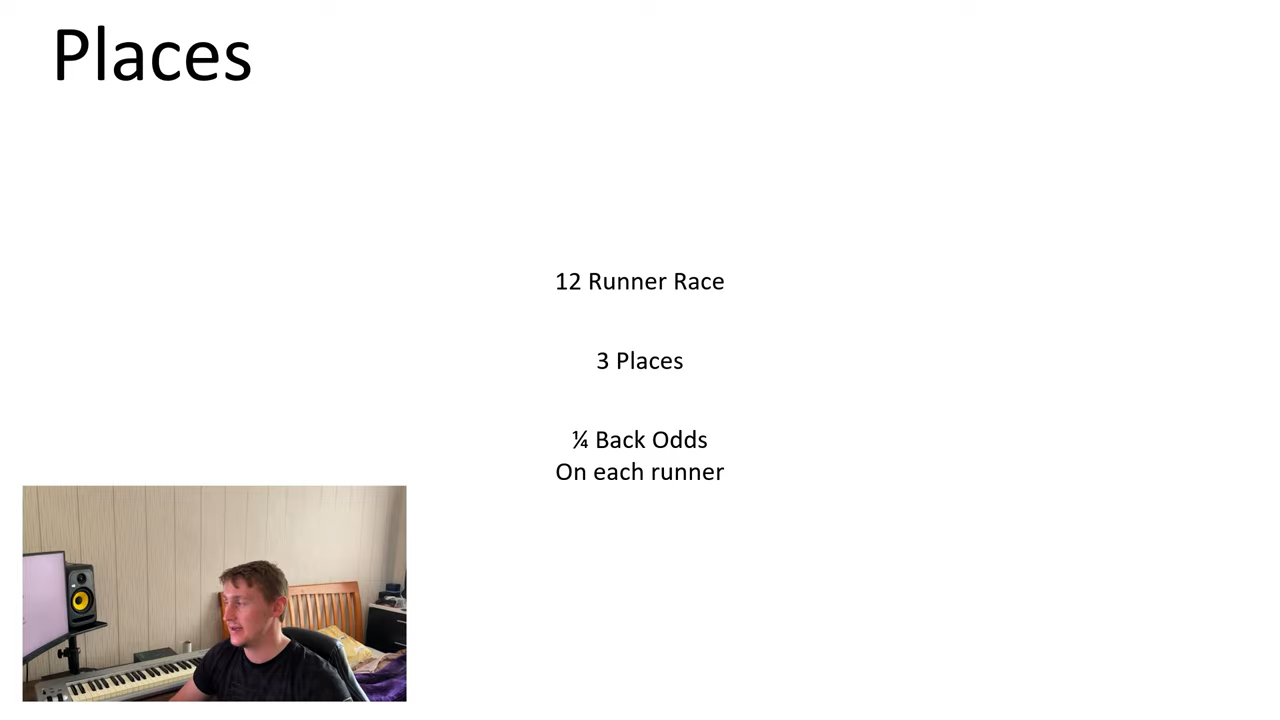 Places
12 Runner Race
3 Places
¼ Back Odds
On each runner